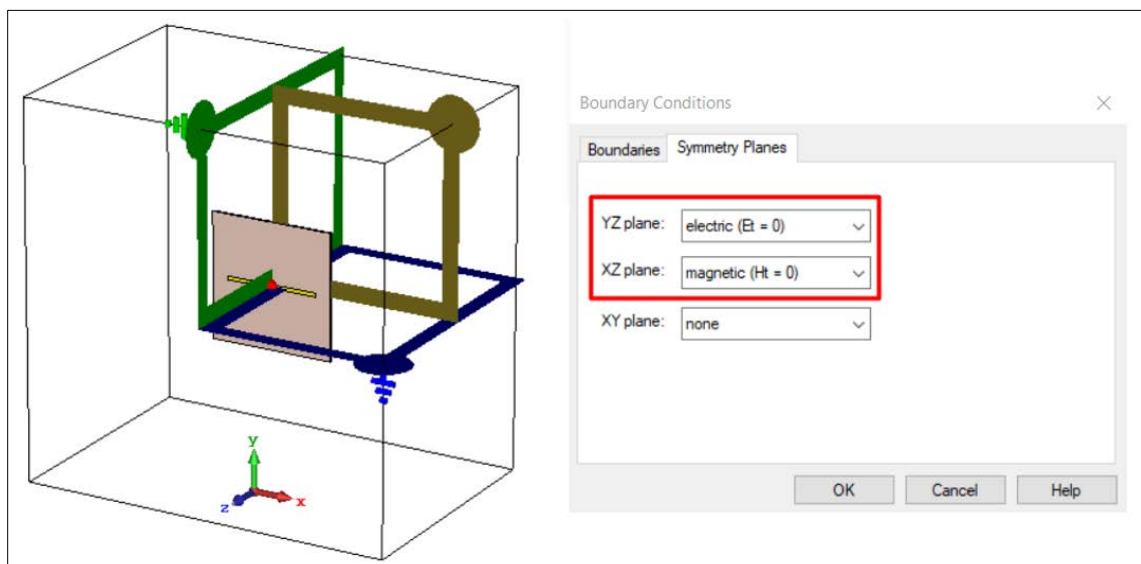 y
x
z
Boundary Conditions
Boundaries Symmetry Planes
YZ plane: electric (Et = 0)
XZ plane: magnetic (Ht = 0)
XY plane: none
OK Cancel Help